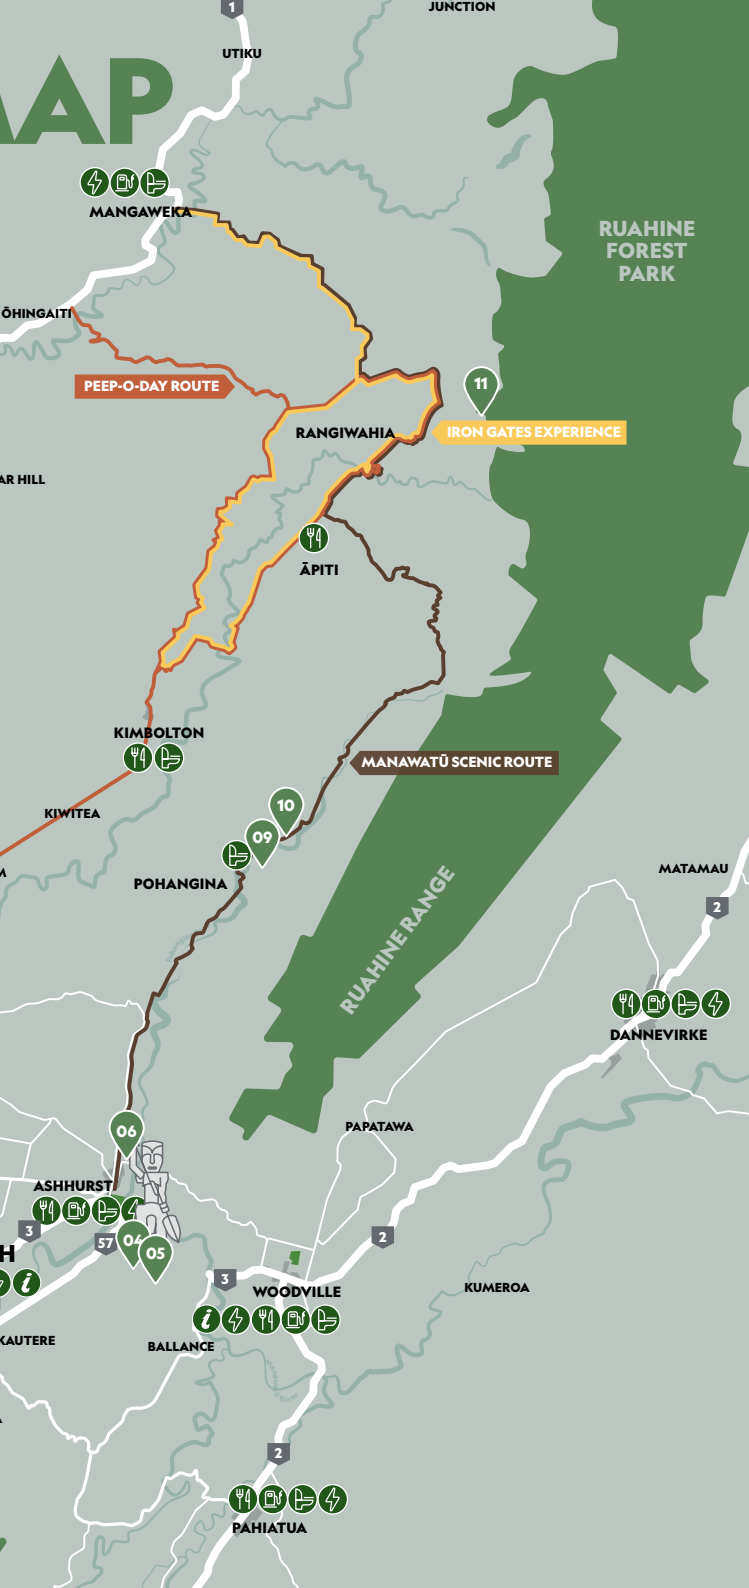 1
JUNCTION
UTIKU
MAP
MANGAWEKA
RUAHINE
FOREST
PARK
ŌHINGAITI
PEEP-O-DAY ROUTE
11
RANGIWAHIA
IRON GATES EXPERIENCE
AR HILL
ĀPITI
KIMBOLTON
MANAWATŪ SCENIC ROUTE
10
KIWITEA
09
M
POHANGINA
MATAMAU
2
RUAHINE RANGE
DANNEVIRKE
06
PAPATAWA
ASHHURST
3
57
04
2
H
05
i
3
WOODVILLE
KUMEROA
i
KAUTERE
BALLANCE
2
PAHIATUA